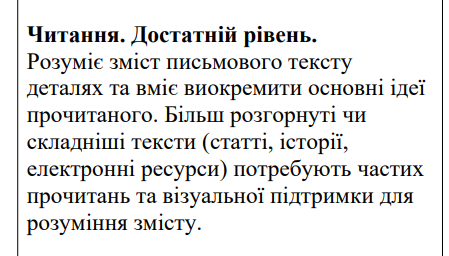 Читання. Достатній рівень.
Розуміє зміст письмового тексту
деталях та вміє виокремити основні ідеї
прочитаного. Більш розгорнуті чи
складніші тексти (статті, історії,
електронні ресурси) потребують частих
прочитань та візуальної підтримки для
розуміння змісту.